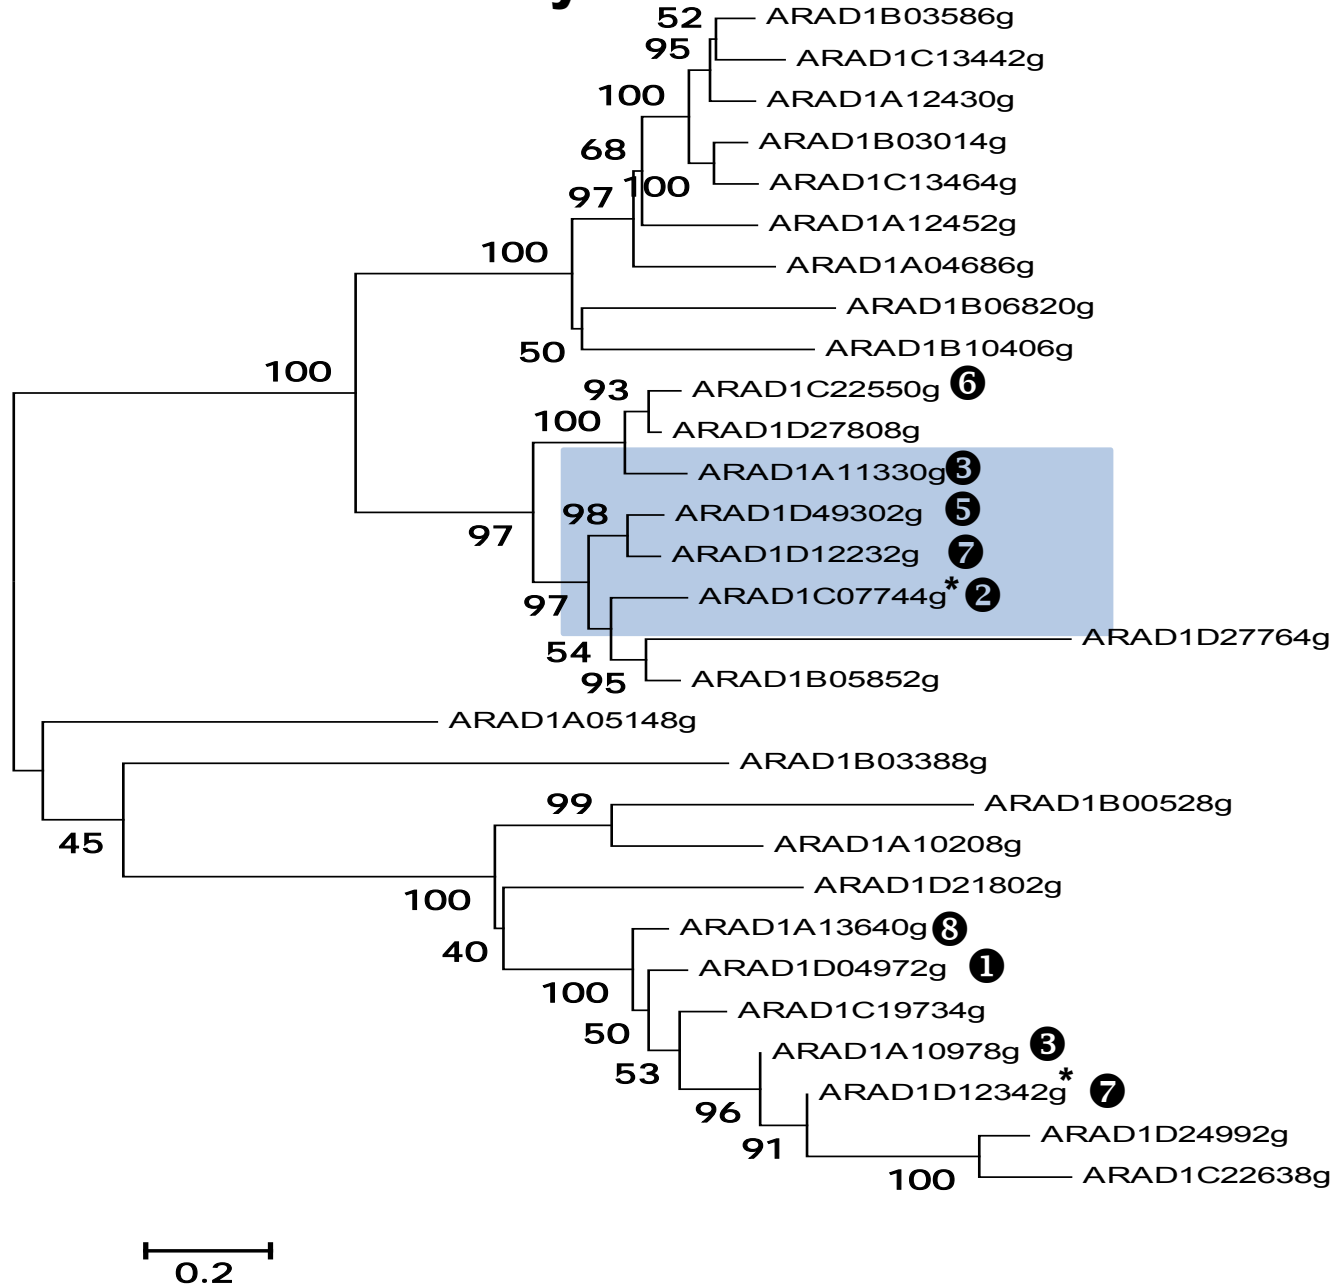 52
ARAD1B03586g
95
ARAD1C13442g
100
ARAD1A12430g
68
ARAD1B03014g
97
100
ARAD1C13464g
ARAD1A12452g
100
ARAD1A04686g
ARAD1B06820g
50
ARAD1B10406g
100
93
ARAD1C22550g 6
100
ARAD1D27808g
ARAD1A11330g 3
98
ARAD1D49302g 5
97
ARAD1D12232g 7
97
ARAD1C07744g* 2
54
ARAD1D27764g
95
ARAD1B05852g
ARAD1A05148g
ARAD1B03388g
99
ARAD1B00528g
45
ARAD1A10208g
100
ARAD1D21802g
40
ARAD1A13640g 8
100
ARAD1D04972g 1
50
ARAD1C19734g
53
ARAD1A10978g 3
96
ARAD1D12342g* 7
91
ARAD1D24992g
100
ARAD1C22638g
0.2